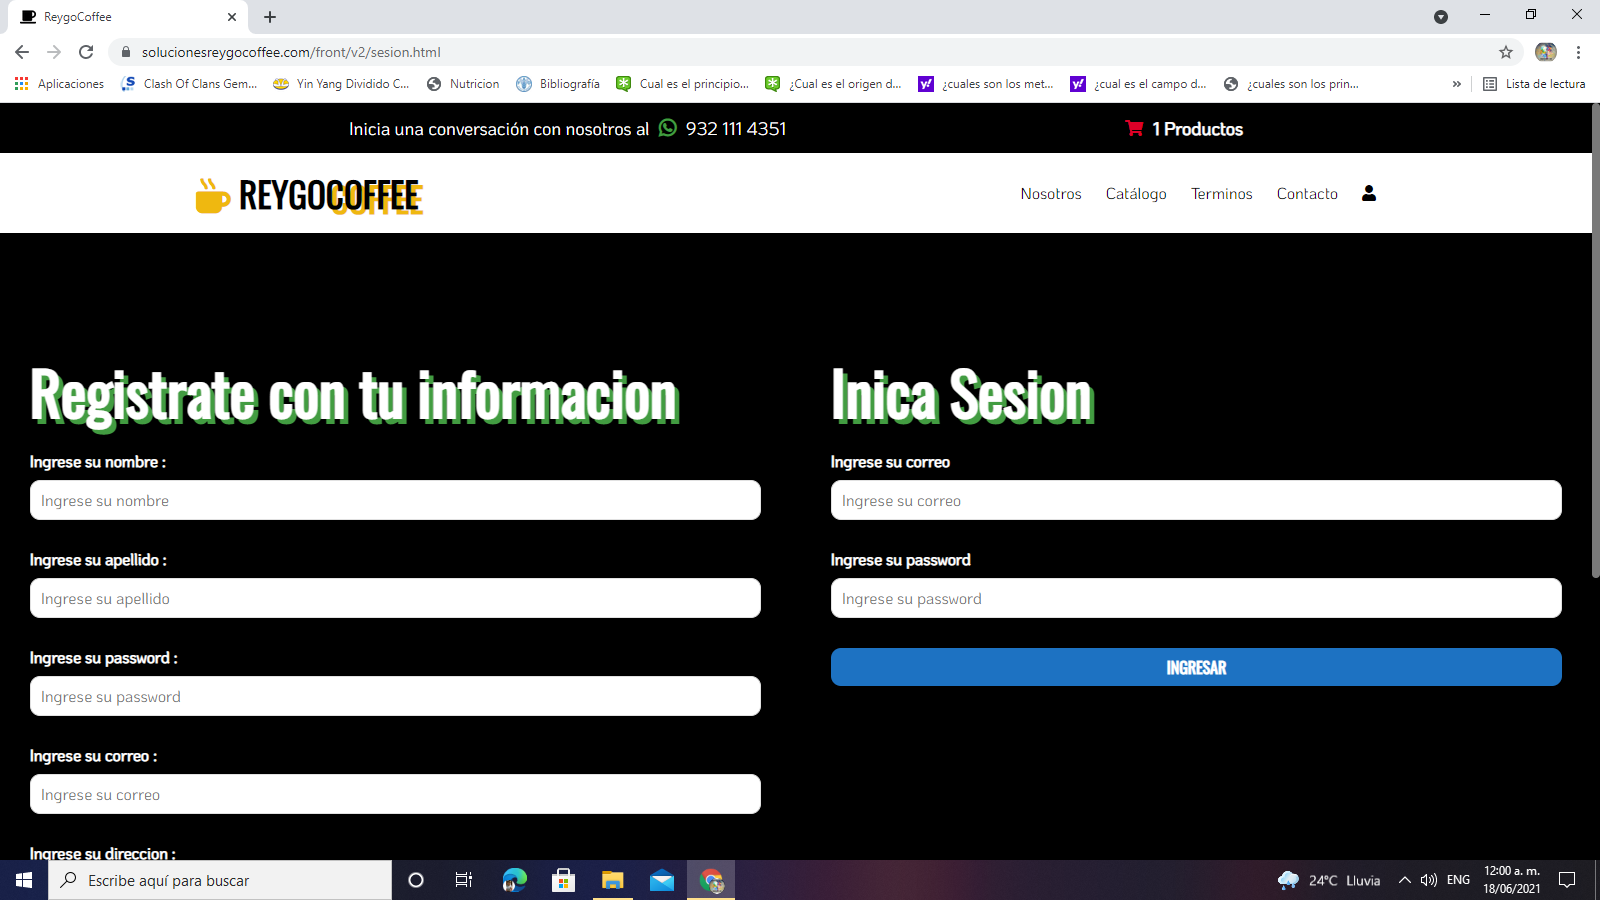 ReygoCoffee
solucionesreygocoffee.com/front/v2/sesion.html
Aplicaciones
Clash Of Clans Gem...
Yin Yang Dividido C...
Nutricion
Bibliografía
Cual es el principio...
¿Cual es el origen d...
¿cuales son los met...
¿cual es el campo d...
¿cuales son los prin...
»
Lista de lectura
Inicia una conversación con nosotros al 932 111 4351
1 Productos
REYGOCOFFEE
Nosotros
Catálogo
Terminos
Contacto
Registrate con tu informacion
Ingrese su nombre :
Ingrese su nombre
Ingrese su apellido :
Ingrese su apellido
Ingrese su password :
Ingrese su password
Ingrese su correo :
Ingrese su correo
Ingrese su direccion :
Inica Sesion
Ingrese su correo
Ingrese su correo
Ingrese su password
Ingrese su password
INGRESAR
Escribe aquí para buscar
24°C Lluvia
ENG
12:00 a. m.
18/06/2021